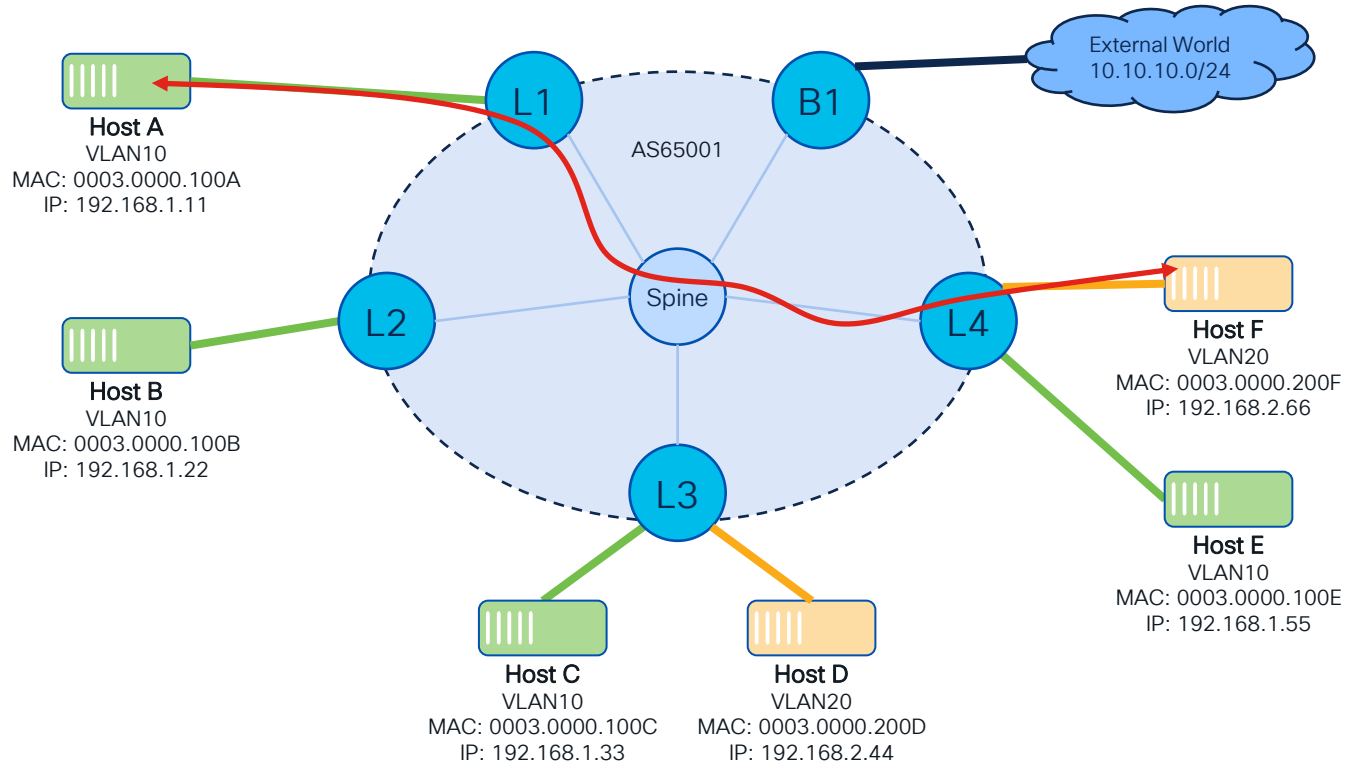 External World
10.10.10.0/24
L1
B1
AS65001
Host A
VLAN10
MAC: 0003.0000.100A
IP: 192.168.1.11
Spine
L2
L4
Host B
VLAN10
MAC: 0003.0000.100B
IP: 192.168.1.22
Host F
VLAN20
MAC: 0003.0000.200F
IP: 192.168.2.66
L3
Host E
VLAN10
MAC: 0003.0000.100E
IP: 192.168.1.55
Host C
VLAN10
MAC: 0003.0000.100C
IP: 192.168.1.33
Host D
VLAN20
MAC: 0003.0000.200D
IP: 192.168.2.44